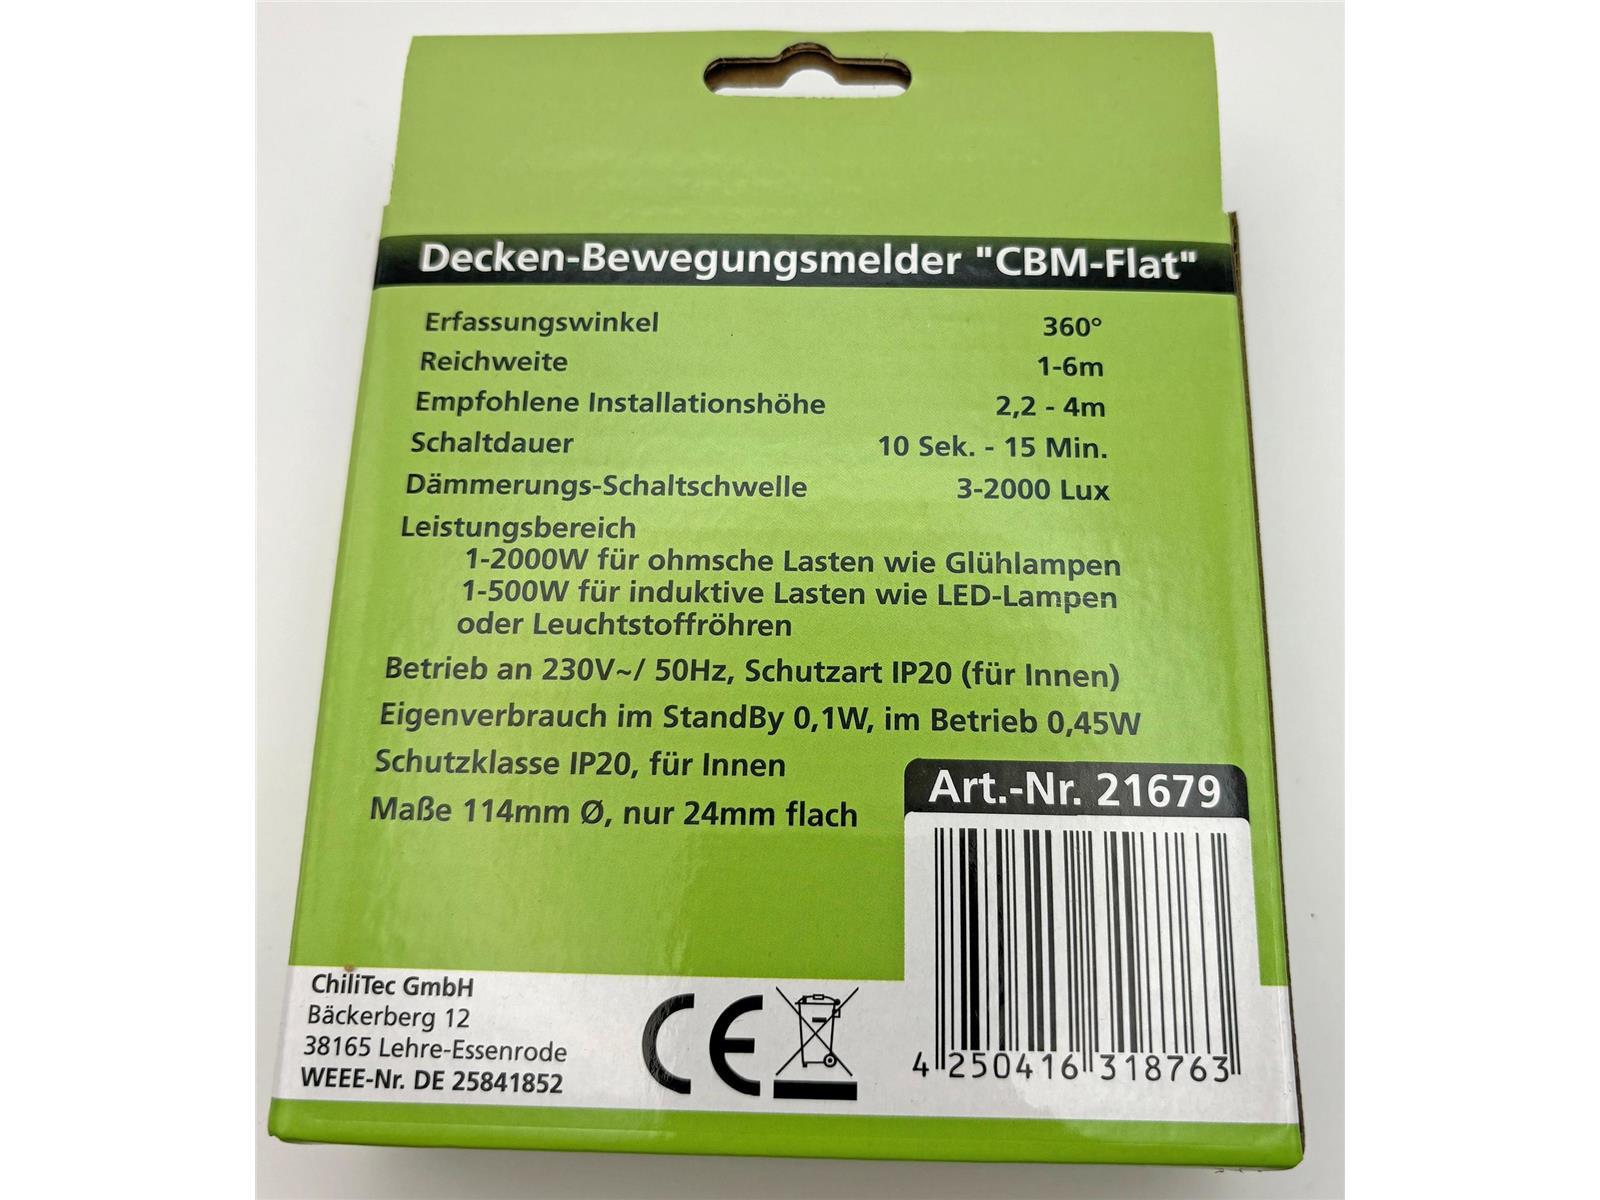 Decken-Bewegungsmelder "CBM-Flat"
Erfassungswinkel 360°
Reichweite 1-6m
Empfohlene Installationshöhe 2,2 - 4m
Schaltdauer 10 Sek. - 15 Min.
Dämmerungs-Schaltschwelle 3-2000 Lux
Leistungsbereich
1-2000W für ohmsche Lasten wie Glühlampen
1-500W für induktive Lasten wie LED-Lampen
oder Leuchtstoffröhren
Betrieb an 230V~/ 50Hz, Schutzart IP20 (für Innen)
Eigenverbrauch im StandBy 0,1W, im Betrieb 0,45W
Schutzklasse IP20, für Innen
Maße 114mm Ø, nur 24mm flach
Art.-Nr. 21679
4 250416 318763
ChiliTec GmbH
Bäckerberg 12
38165 Lehre-Essenrode
WEEE-Nr. DE 25841852
CE